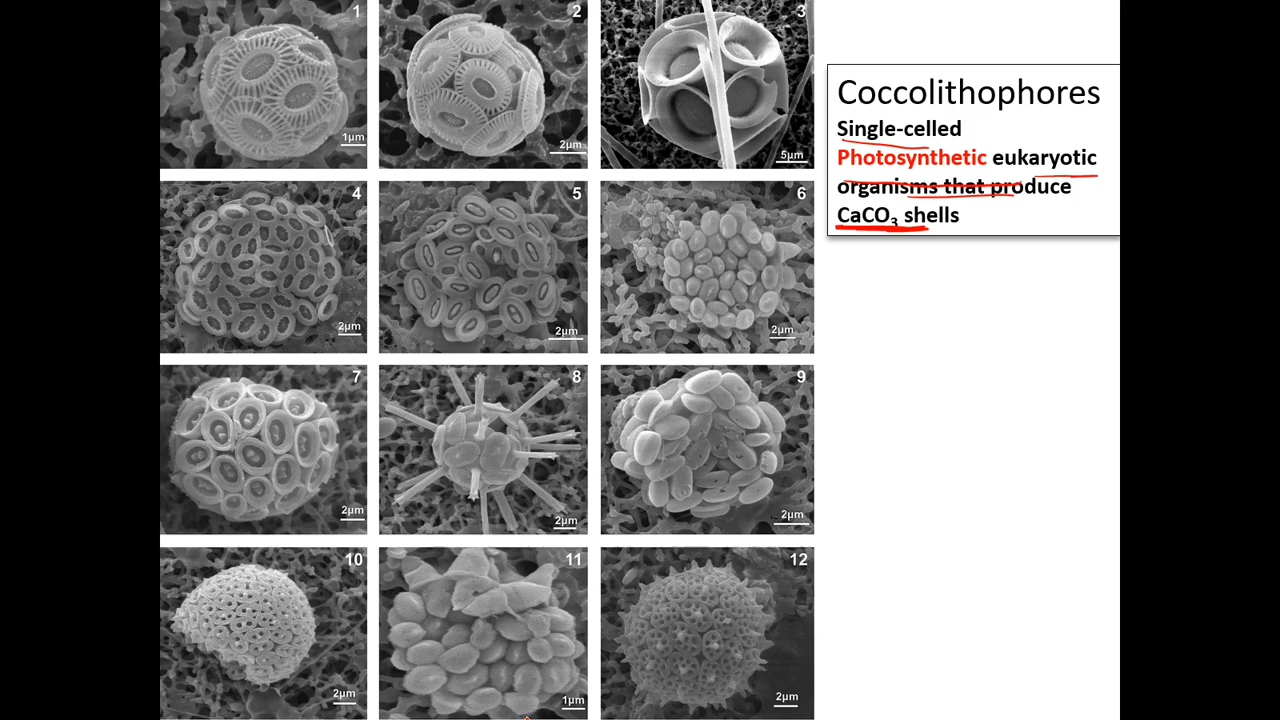 1
1μm
2
2μm
3
5μm
4
2μm
5
2μm
6
2μm
7
2μm
8
2μm
9
2μm
10
2μm
11
1μm
12
2μm
Coccolithophores
Single-celled
Photosynthetic eukaryotic
organisms that produce
CaCO₃ shells